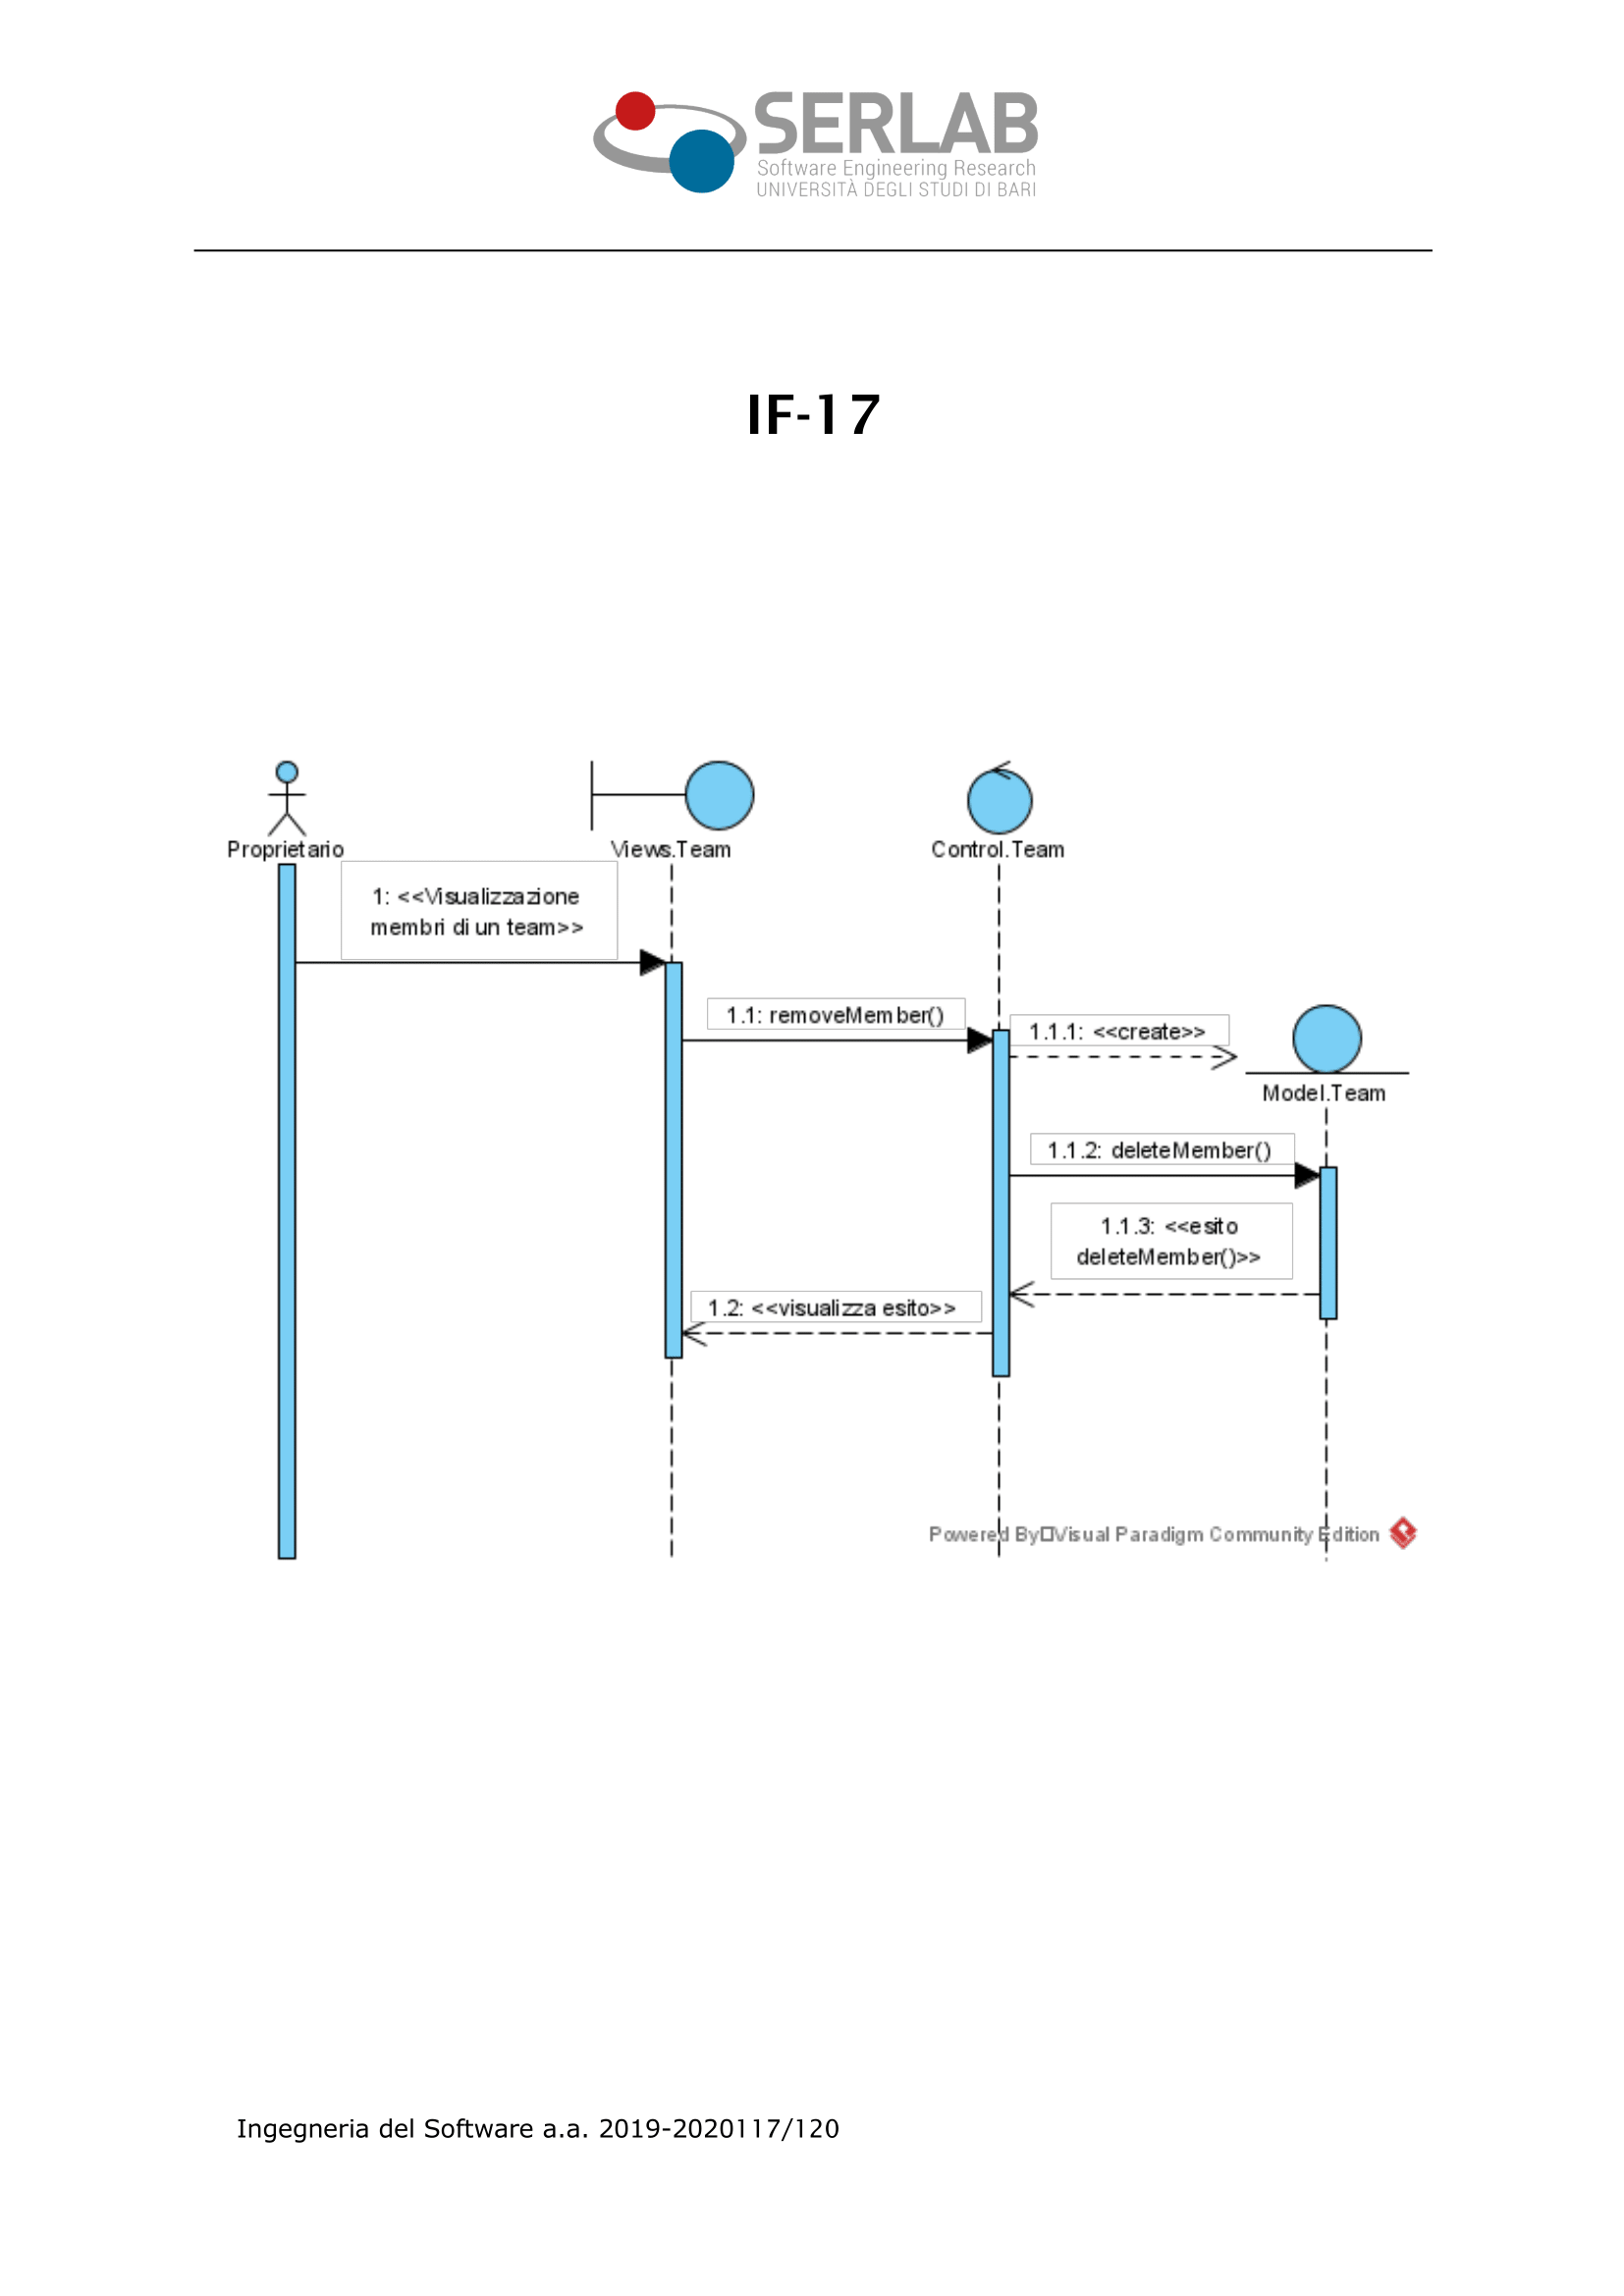 SERLAB
Software Engineering Research
UNIVERSITÀ DEGLI STUDI DI BARI
IF-17
Proprietario
Views.Team
Control.Team
1: <<Visualizzazione
membri di un team>>
1.1: removeMember()
1.1.1: <<create>>
Model.Team
1.1.2: deleteMember()
1.1.3: <<esito
deleteMember()>>
1.2: <<visualizza esito>>
Powered By□Visual Paradigm Community Edition
Ingegneria del Software a.a. 2019-2020117/120